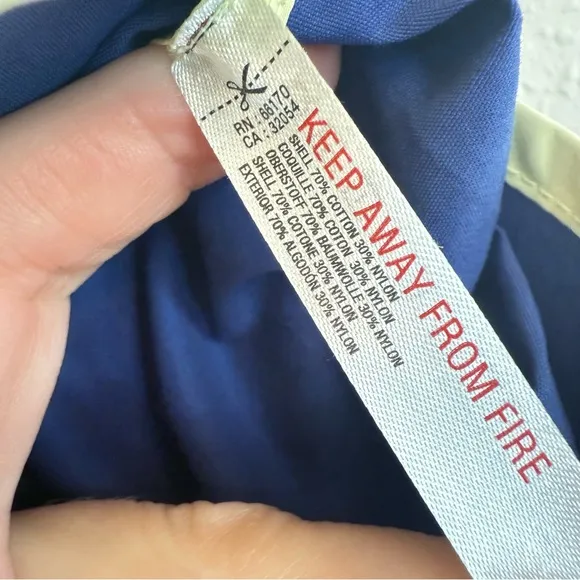 RN : 68170
CA : 32054
SHELL 70% COTTON 30% NYLON
COQUILLE 70% COTON 30% NYLON
OBERSTOFF 70% BAUMWOLLE 30% NYLON
SHELL 70% COTONE 30% NYLON
EXTERIOR 70% ALGODON 30% NYLON
KEEP AWAY FROM FIRE